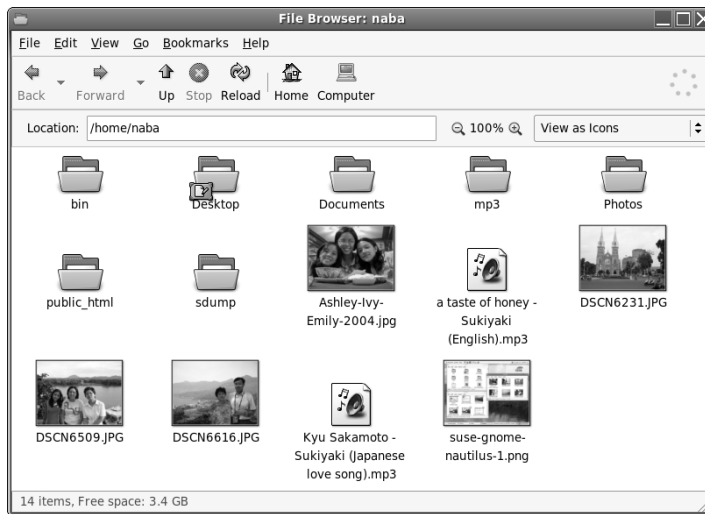 File Browser: naba
File Edit View Go Bookmarks Help
Back Forward Up Stop Reload Home Computer
Location: /home/naba 100% View as Icons
bin Desktop Documents mp3 Photos
public_html sdump Ashley-Ivy- a taste of honey - DSCN6231.JPG
Emily-2004.jpg Sukiyaki
(English).mp3
DSCN6509.JPG DSCN6616.JPG Kyu Sakamoto - suse-gnome-
Sukiyaki (Japanese nautilus-1.png
love song).mp3
14 items, Free space: 3.4 GB